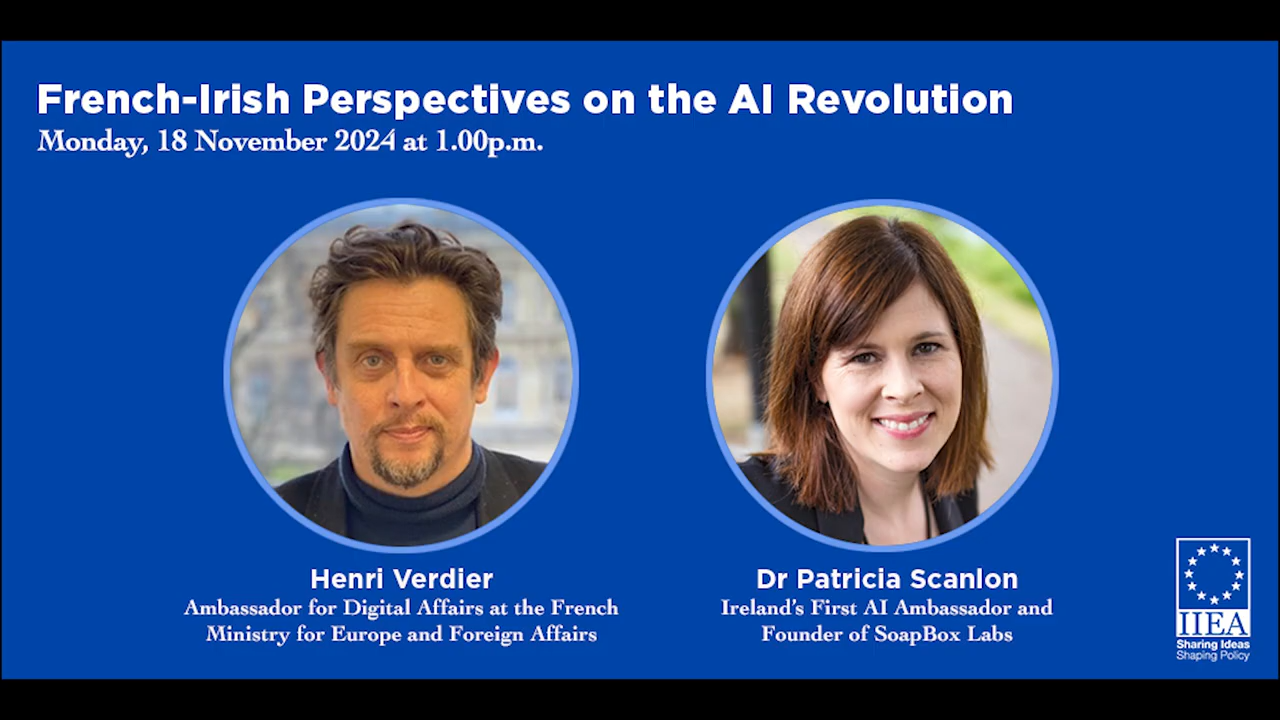 French-Irish Perspectives on the AI Revolution
Monday, 18 November 2024 at 1.00p.m.
Henri Verdier
Ambassador for Digital Affairs at the French
Ministry for Europe and Foreign Affairs
Dr Patricia Scanlon
Ireland's First AI Ambassador and
Founder of SoapBox Labs
IIEA
Sharing Ideas
Shaping Policy